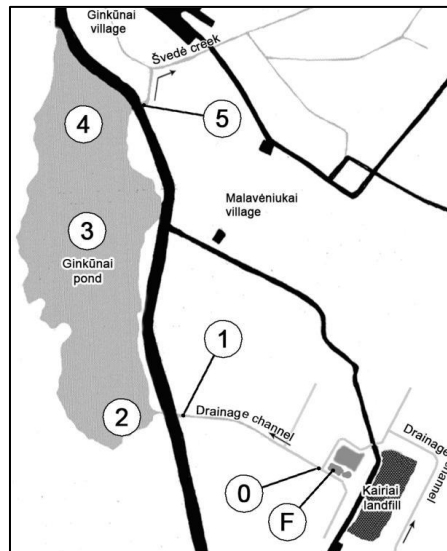 Ginkūnai
village
Švedė creek
4
5
Malavėniukai
village
3
Ginkūnai
pond
1
2
Drainage channel
Drainage channel
0
F
Kairiai
landfill